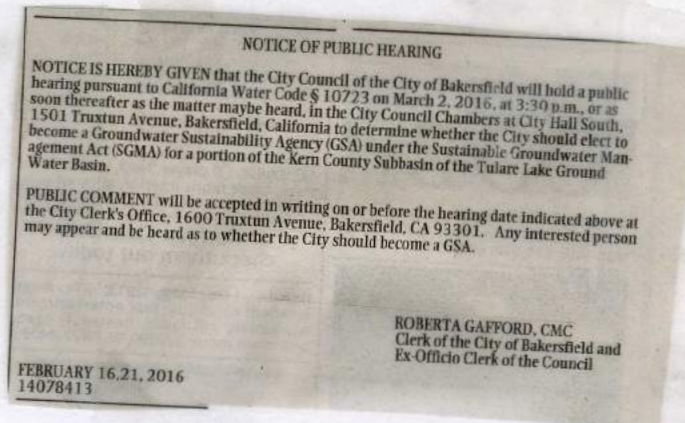 NOTICE OF PUBLIC HEARING
NOTICE IS HEREBY GIVEN that the City Council of the City of Bakersfield will hold a public
hearing pursuant to California Water Code § 10723 on March 2, 2016, at 3:30 p.m., or as
soon thereafter as the matter maybe heard, in the City Council Chambers at City Hall South,
1501 Truxtun Avenue, Bakersfield, California to determine whether the City should elect to
become a Groundwater Sustainability Agency (GSA) under the Sustainable Groundwater Man-
agement Act (SGMA) for a portion of the Kern County Subbasin of the Tulare Lake Ground
Water Basin.
PUBLIC COMMENT will be accepted in writing on or before the hearing date indicated above at
the City Clerk's Office, 1600 Truxtun Avenue, Bakersfield, CA 93301. Any interested person
may appear and be heard as to whether the City should become a GSA.
ROBERTA GAFFORD, CMC
Clerk of the City of Bakersfield and
Ex-Officio Clerk of the Council
FEBRUARY 16,21, 2016
14078413